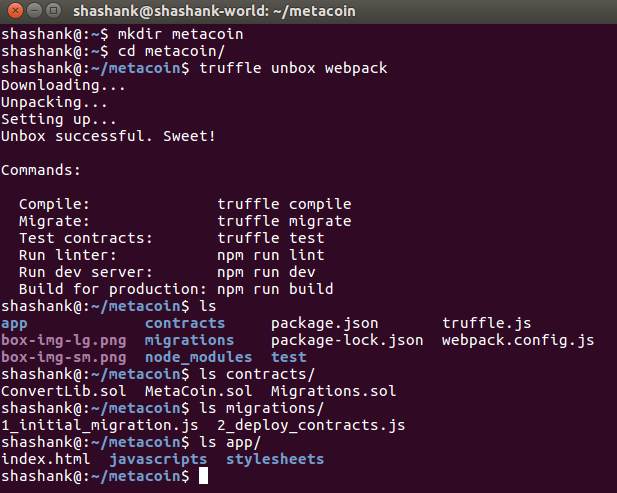 shashank@shashank-world: ~/metacoin
shashank@:~$ mkdir metacoin
shashank@:~$ cd metacoin/
shashank@:~/metacoin$ truffle unbox webpack
Downloading...
Unpacking...
Setting up...
Unbox successful. Sweet!
Commands:
  Compile:              truffle compile
  Migrate:              truffle migrate
  Test contracts:       truffle test
  Run linter:           npm run lint
  Run dev server:       npm run dev
  Build for production: npm run build
shashank@:~/metacoin$ ls
app             contracts     package.json       truffle.js
box-img-lg.png  migrations    package-lock.json  webpack.config.js
box-img-sm.png  node_modules  test
shashank@:~/metacoin$ ls contracts/
ConvertLib.sol  MetaCoin.sol  Migrations.sol
shashank@:~/metacoin$ ls migrations/
1_initial_migration.js  2_deploy_contracts.js
shashank@:~/metacoin$ ls app/
index.html  javascripts  stylesheets
shashank@:~/metacoin$